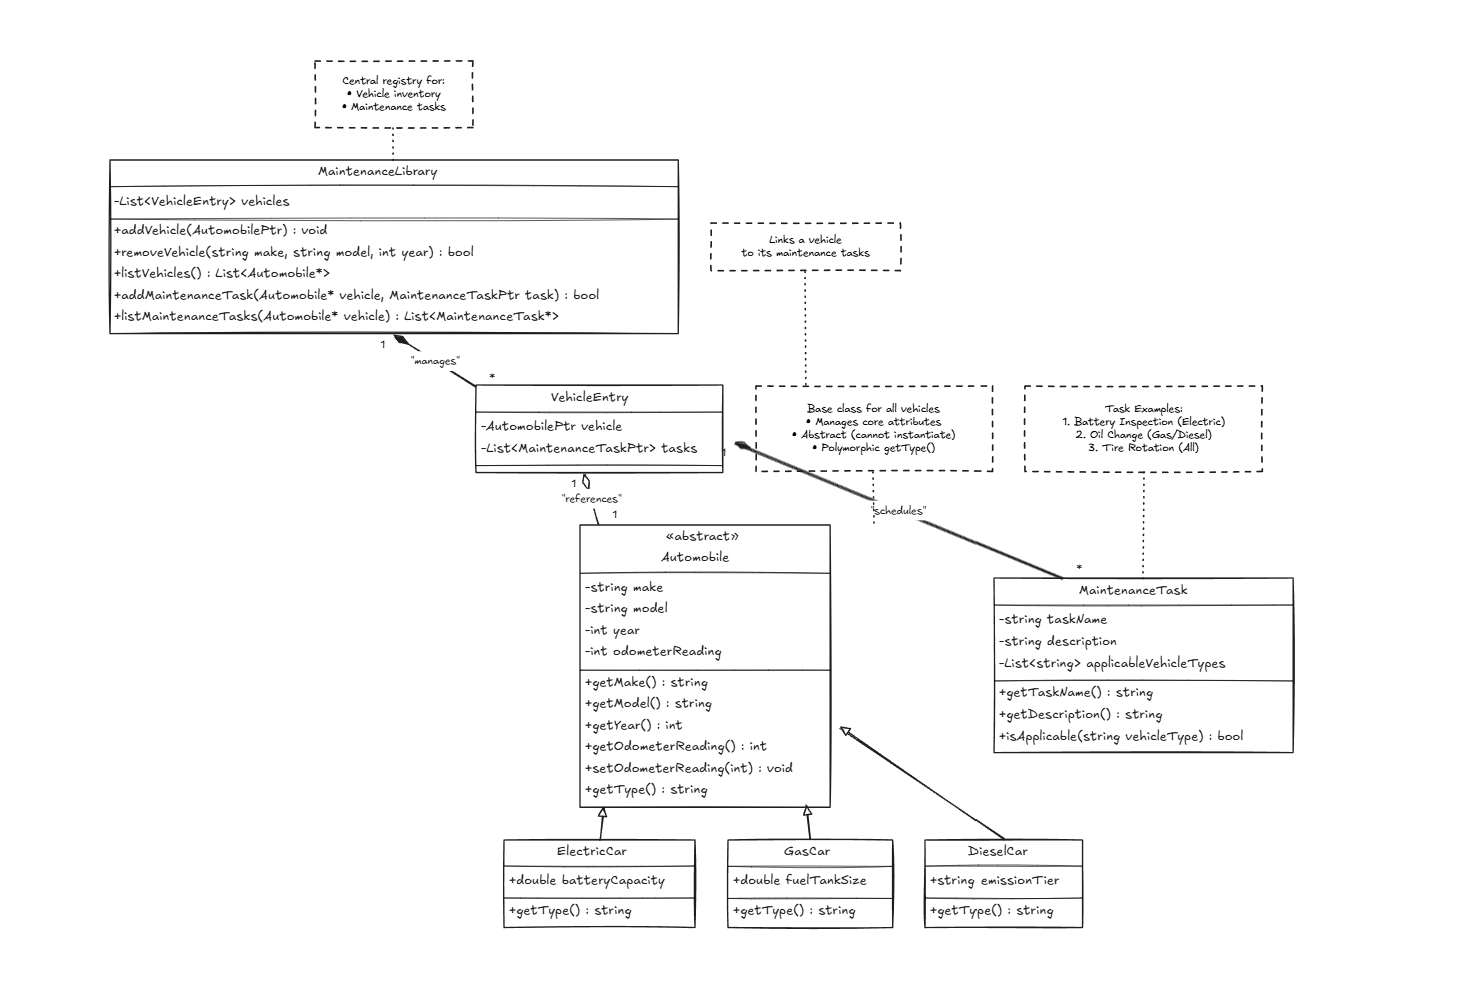 Central registry for:
• Vehicle inventory
• Maintenance tasks
MaintenanceLibrary
-List<VehicleEntry> vehicles
+addVehicle(AutomobilePtr) : void
+removeVehicle(string make, string model, int year) : bool
+listVehicles() : List<Automobile*>
+addMaintenanceTask(Automobile* vehicle, MaintenanceTaskPtr task) : bool
+listMaintenanceTasks(Automobile* vehicle) : List<MaintenanceTask*>
Links a vehicle
to its maintenance tasks
1
"manages"
*
VehicleEntry
-AutomobilePtr vehicle
-List<MaintenanceTaskPtr> tasks
1
Base class for all vehicles
• Manages core attributes
• Abstract (cannot instantiate)
• Polymorphic getType()
Task Examples:
1. Battery Inspection (Electric)
2. Oil Change (Gas/Diesel)
3. Tire Rotation (All)
1
"references"
1
"schedules"
*
«abstract»
Automobile
-string make
-string model
-int year
-int odometerReading
+getMake() : string
+getModel() : string
+getYear() : int
+getOdometerReading() : int
+setOdometerReading(int) : void
+getType() : string
MaintenanceTask
-string taskName
-string description
-List<string> applicableVehicleTypes
+getTaskName() : string
+getDescription() : string
+isApplicable(string vehicleType) : bool
ElectricCar
+double batteryCapacity
+getType() : string
GasCar
+double fuelTankSize
+getType() : string
DieselCar
+string emissionTier
+getType() : string